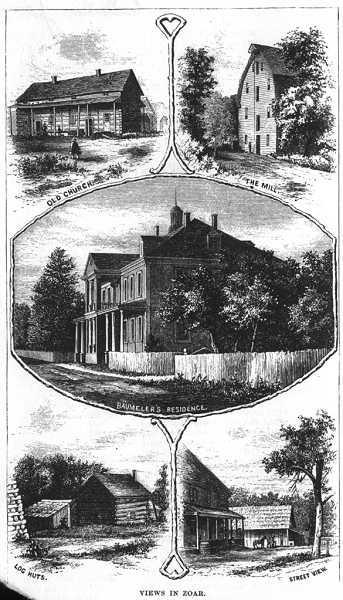 OLD CHURCH.
THE MILL.
BAUMELER'S RESIDENCE.
LOG HUTS.
STREET VIEW.
VIEWS IN ZOAR.